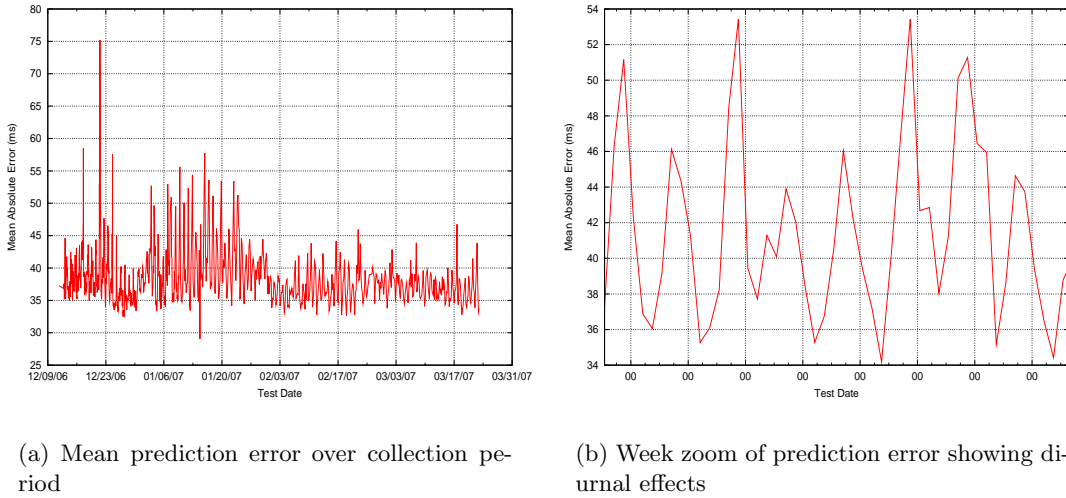 80
75
70
65
60
55
50
45
40
35
30
25
Mean Absolute Error (ms)
12/09/06 12/23/06 01/06/07 01/20/07 02/03/07 02/17/07 03/03/07 03/17/07 03/31/07
Test Date
54
52
50
48
46
44
42
40
38
36
34
Mean Absolute Error (ms)
00 00 00 00 00 00 00 00
Test Date
(a) Mean prediction error over collection pe-
riod
(b) Week zoom of prediction error showing di-
urnal effects